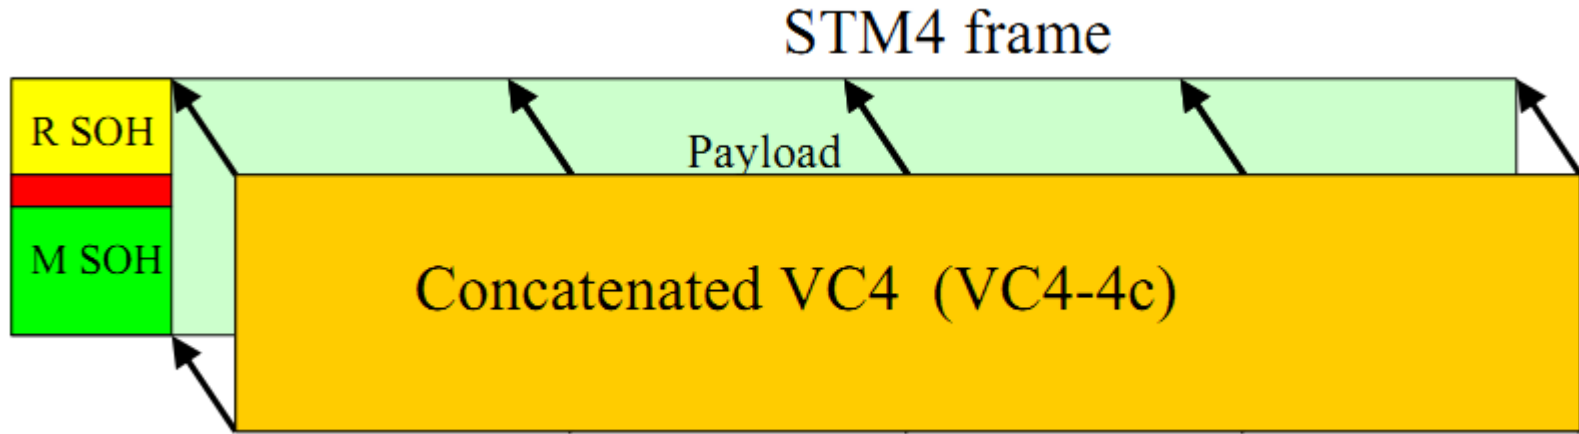 STM4 frame
R SOH
Payload
M SOH
Concatenated VC4 (VC4-4c)